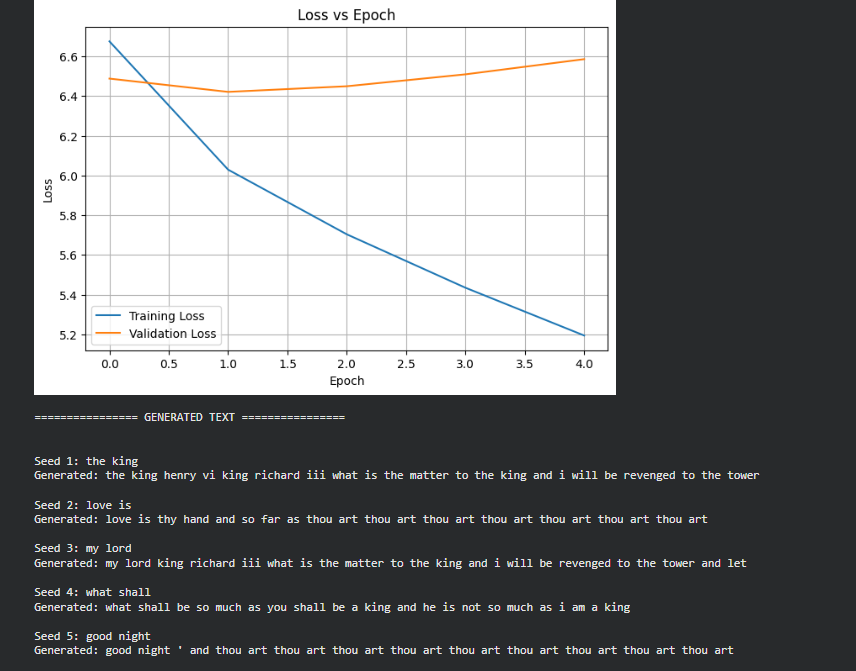 Loss vs Epoch
6.6
6.4
6.2
6.0
5.8
5.6
5.4
5.2
Loss
Training Loss
Validation Loss
0.0 0.5 1.0 1.5 2.0 2.5 3.0 3.5 4.0
Epoch
================ GENERATED TEXT ================
Seed 1: the king
Generated: the king henry vi king richard iii what is the matter to the king and i will be revenged to the tower
Seed 2: love is
Generated: love is thy hand and so far as thou art thou art thou art thou art thou art thou art thou art
Seed 3: my lord
Generated: my lord king richard iii what is the matter to the king and i will be revenged to the tower and let
Seed 4: what shall
Generated: what shall be so much as you shall be a king and he is not so much as i am a king
Seed 5: good night
Generated: good night ' and thou art thou art thou art thou art thou art thou art thou art thou art thou art